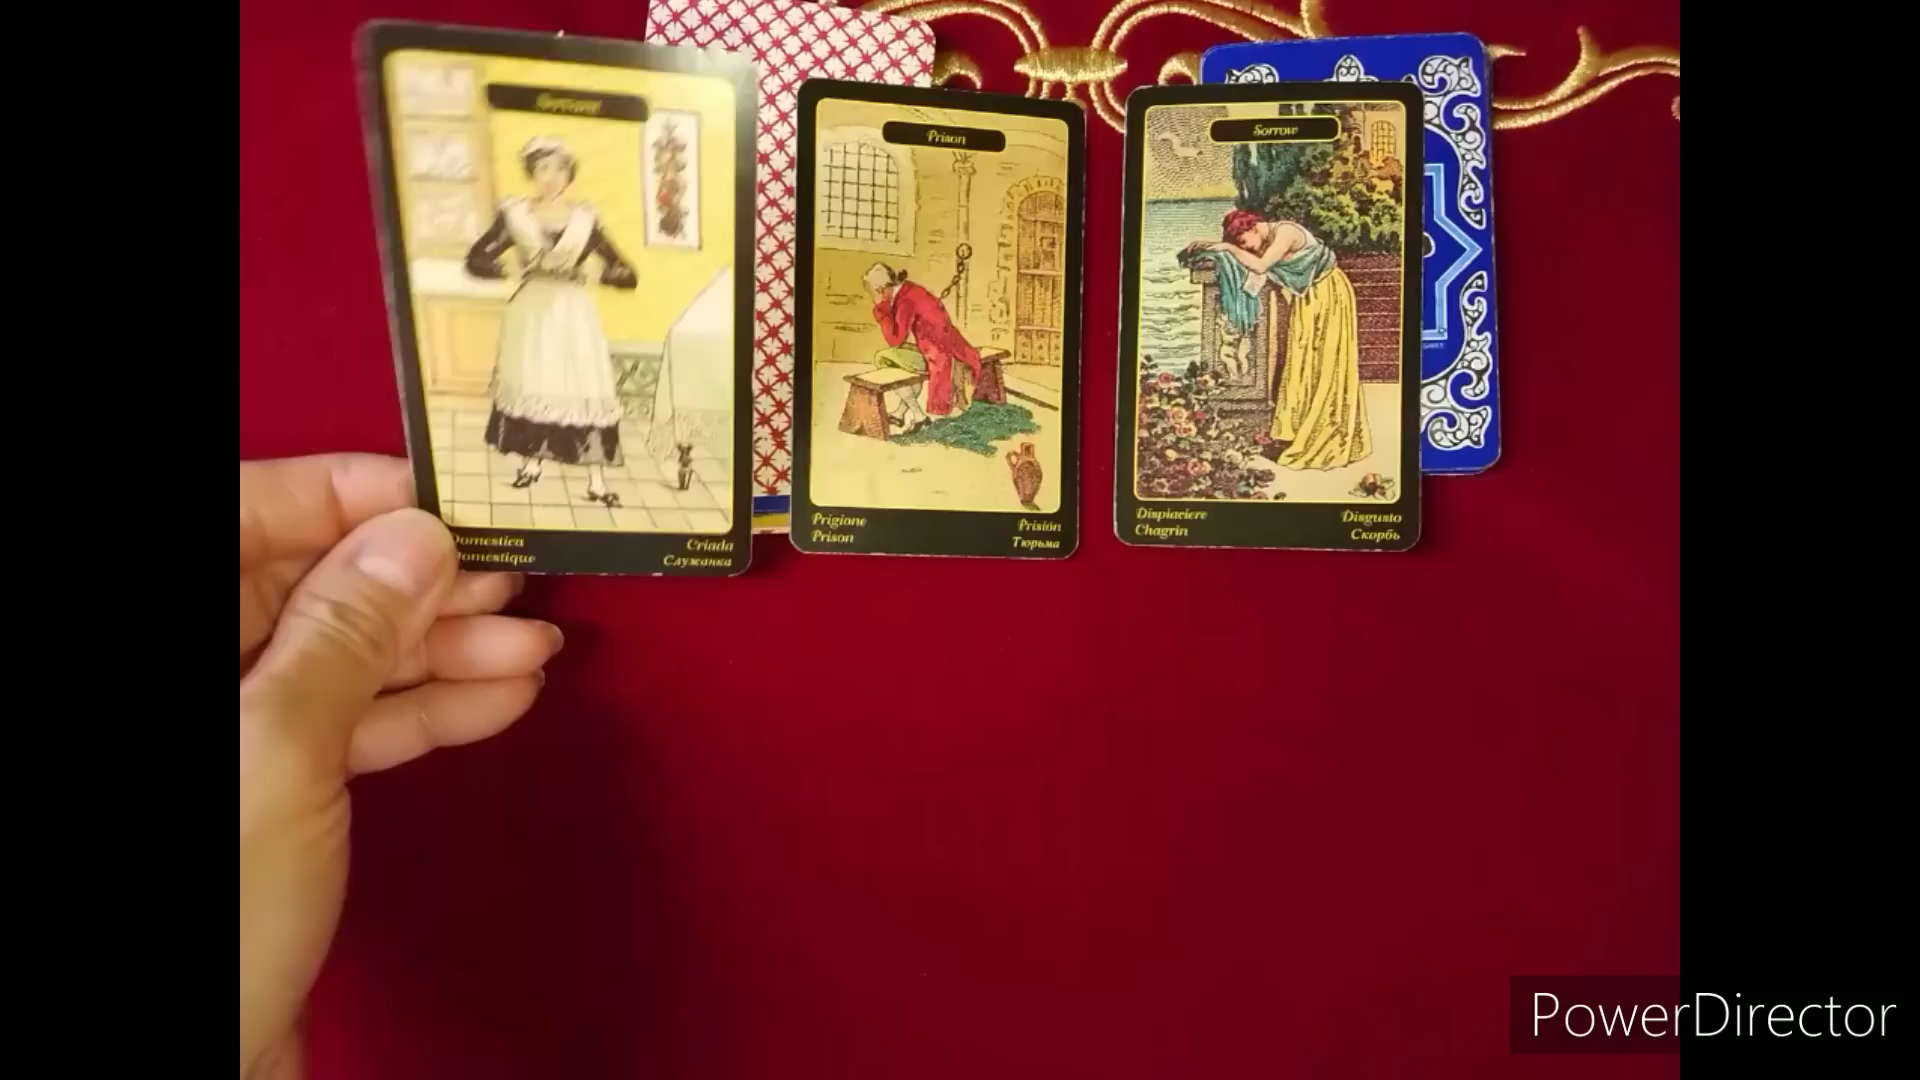 Servant
Domestica
Domestique
Criada
Служанка
Prison
Prigione
Prison
Prisión
Тюрьма
Sorrow
Dispiacere
Chagrin
Disgusto
Скорбь
PowerDirector